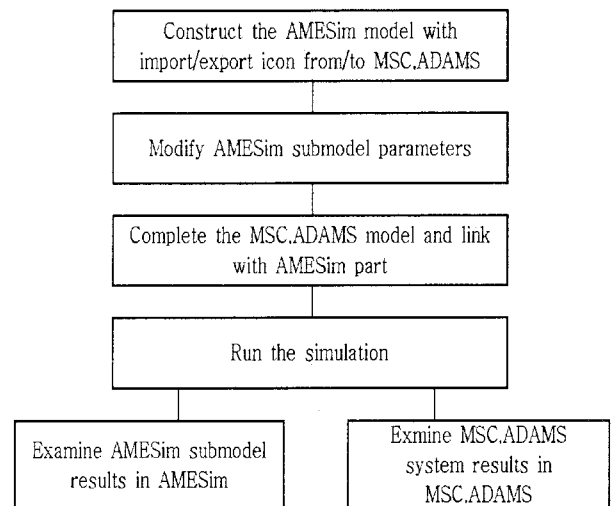 Construct the AMESim model with
import/export icon from/to MSC.ADAMS
Modify AMESim submodel parameters
Complete the MSC.ADAMS model and link
with AMESim part
Run the simulation
Examine AMESim submodel
results in AMESim
Exmine MSC.ADAMS
system results in
MSC.ADAMS